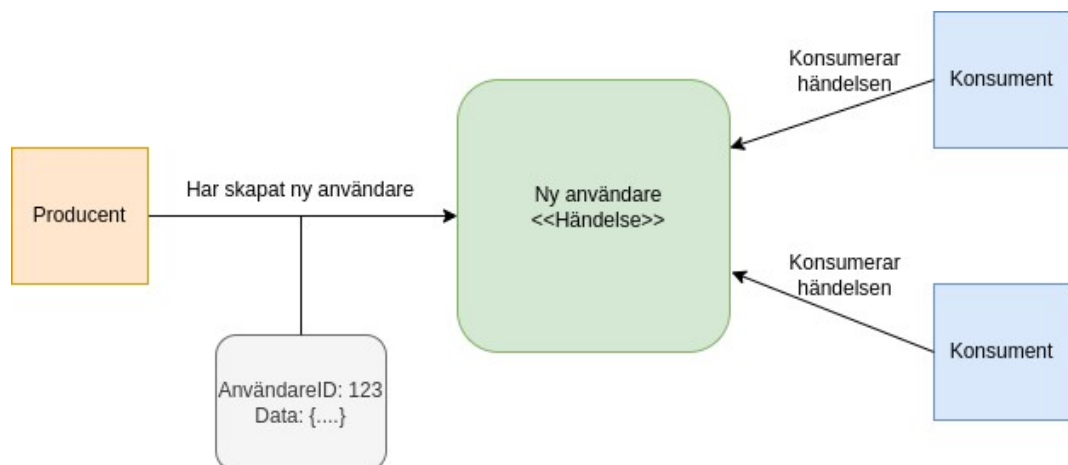 Producent
Har skapat ny användare
AnvändareID: 123
Data: {....}
Ny användare
<<Händelse>>
Konsumerar
händelsen
Konsument
Konsumerar
händelsen
Konsument